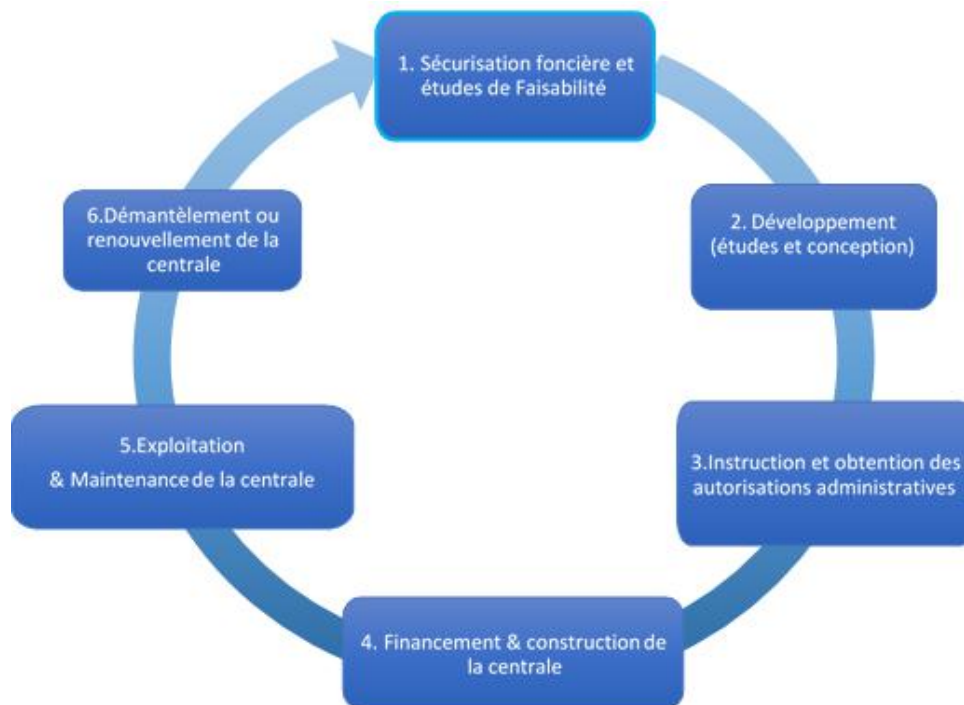 1. Sécurisation foncière et
études de Faisabilité
2. Développement
(études et conception)
3.Instruction et obtention des
autorisations administratives
4. Financement & construction de
la centrale
5.Exploitation
& Maintenance de la centrale
6.Démantèlement ou
renouvellement de la
centrale